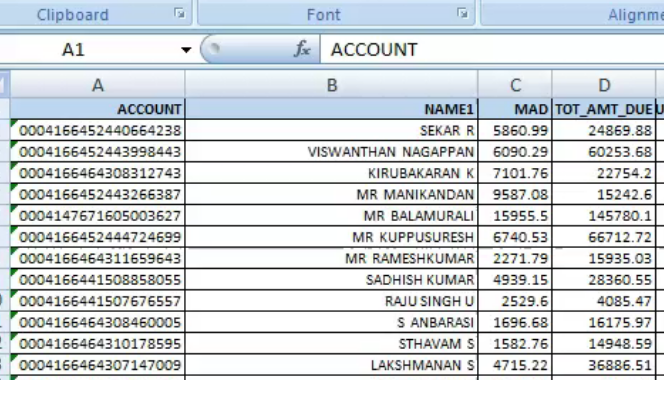 Clipboard Font Alignme
A1 fx ACCOUNT
A B C D
ACCOUNT NAME1 MAD TOT_AMT_DUE U
0004166452440664238 SEKAR R 5860.99 24869.88
0004166452443998443 VISWANTHAN NAGAPPAN 6090.29 60253.68
0004166464308312743 KIRUBAKARAN K 7101.76 22754.2
0004166452443266387 MR MANIKANDAN 9587.08 15242.6
0004147671605003627 MR BALAMURALI 15955.5 145780.1
0004166452444724699 MR KUPPUSURESH 6740.53 66712.72
0004166464311659643 MR RAMESHKUMAR 2271.79 15935.03
0004166441508858055 SADHISH KUMAR 4939.15 28360.55
0004166441507676557 RAJU SINGH U 2529.6 4085.47
0004166464308460005 S ANBARASI 1696.68 16175.97
0004166464310178595 STHAVAM S 1582.76 14948.59
0004166464307147009 LAKSHMANAN S 4715.22 36886.51